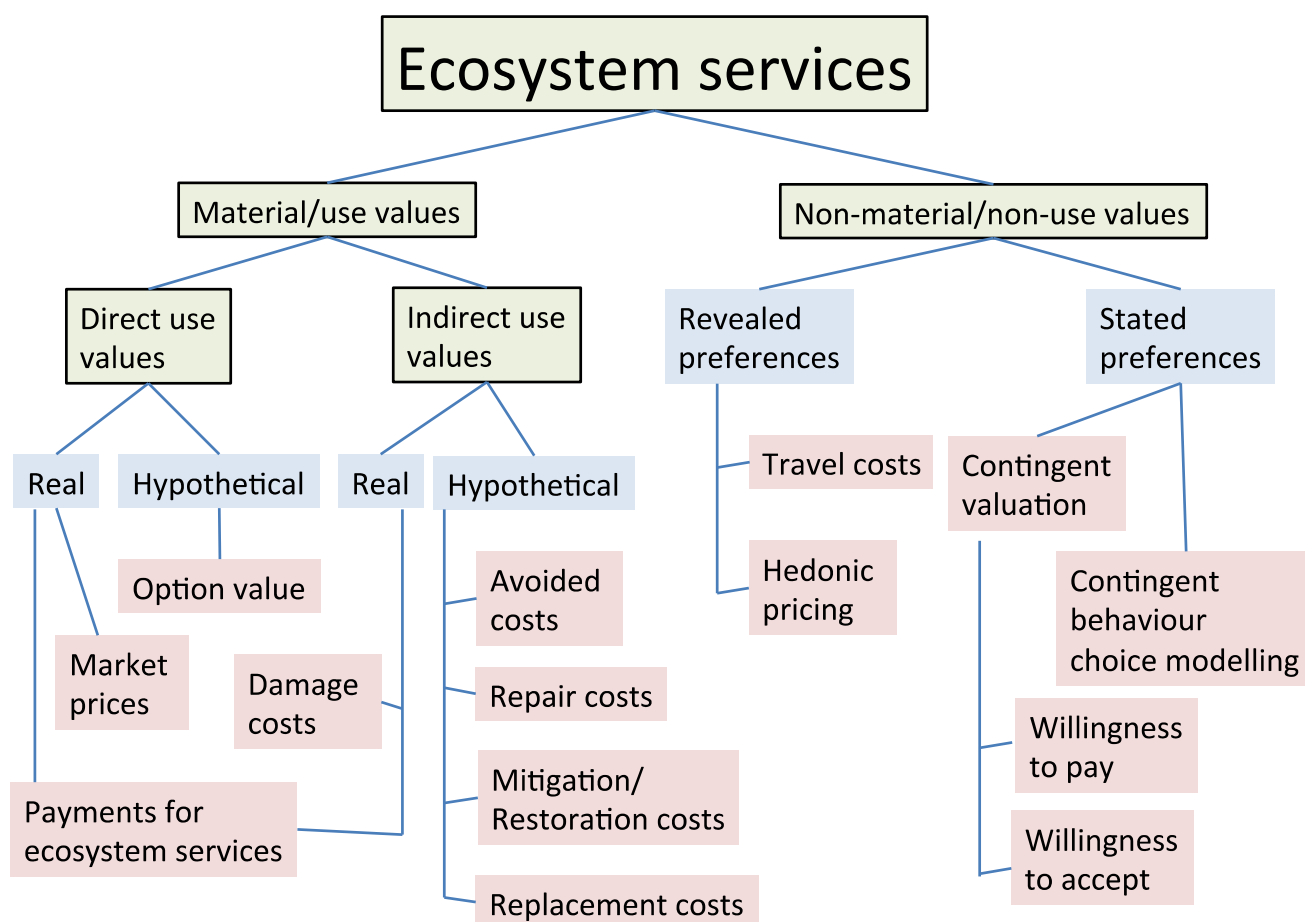 Ecosystem services
Material/use values
Non-material/non-use values
Direct use
values
Indirect use
values
Revealed
preferences
Stated
preferences
Real
Hypothetical
Real
Hypothetical
Travel costs
Contingent
valuation
Option value
Avoided
costs
Hedonic
pricing
Contingent
behaviour
choice modelling
Market
prices
Damage
costs
Repair costs
Willingness
to pay
Mitigation/
Restoration costs
Payments for
ecosystem services
Willingness
to accept
Replacement costs